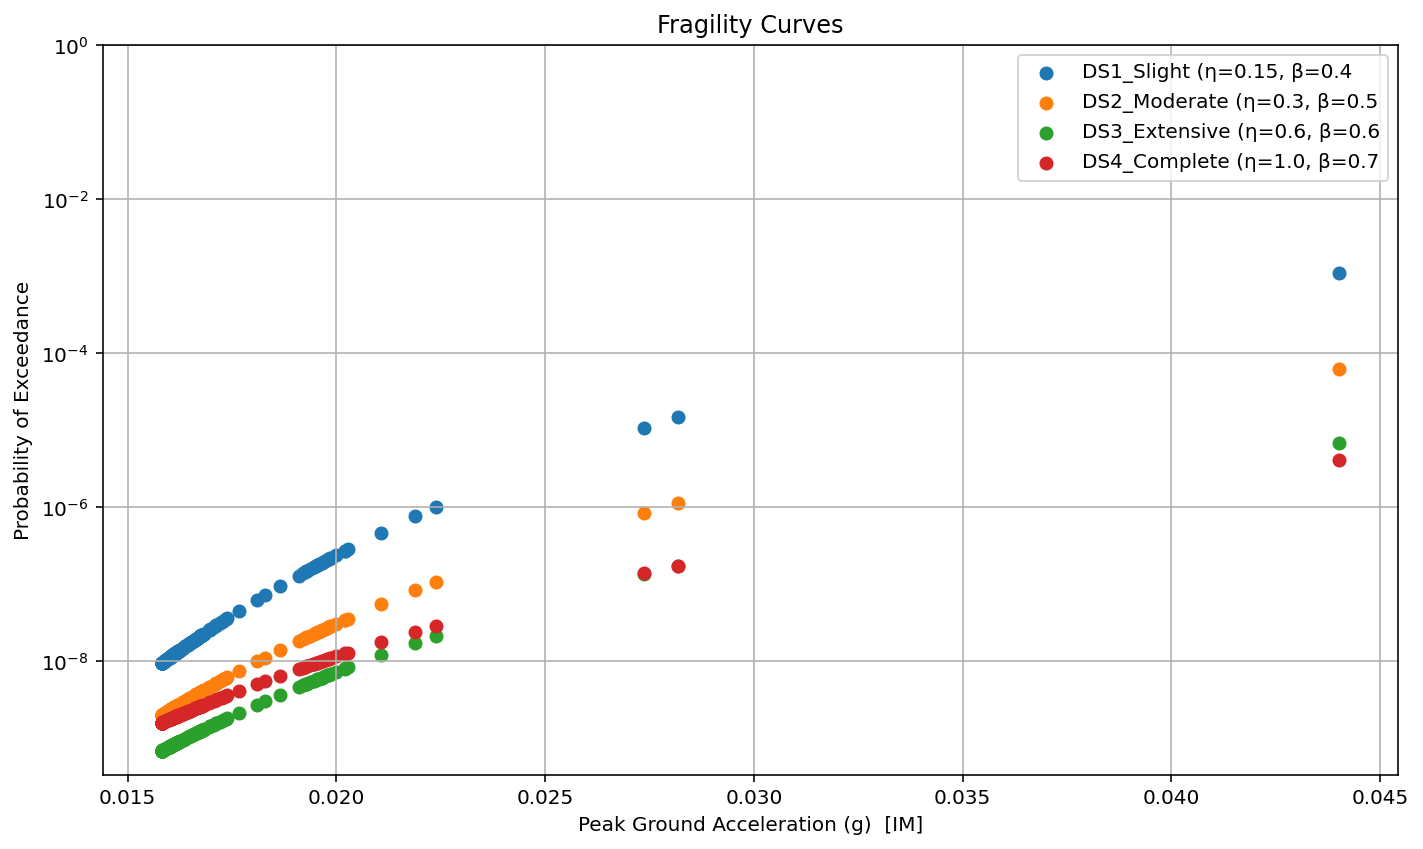 Fragility Curves
10⁰
10⁻²
10⁻⁴
10⁻⁶
10⁻⁸
Probability of Exceedance
DS1_Slight (η=0.15, β=0.4
DS2_Moderate (η=0.3, β=0.5
DS3_Extensive (η=0.6, β=0.6
DS4_Complete (η=1.0, β=0.7
0.015 0.020 0.025 0.030 0.035 0.040 0.045
Peak Ground Acceleration (g) [IM]